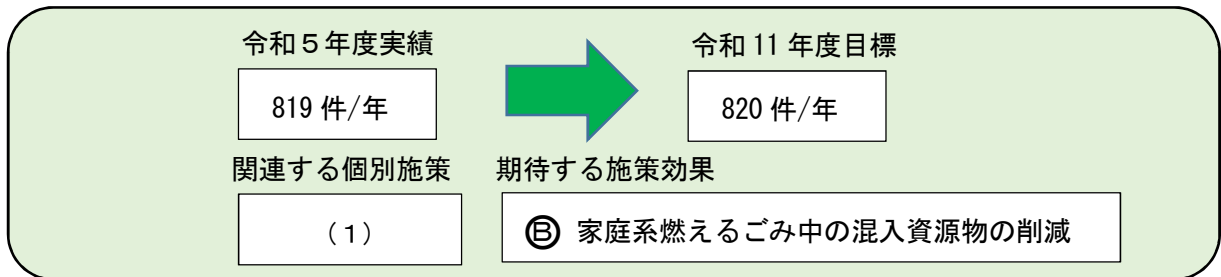 令和５年度実績 令和 11 年度目標
819 件/年 820 件/年
関連する個別施策 期待する施策効果
（１） Ⓑ 家庭系燃えるごみ中の混入資源物の削減